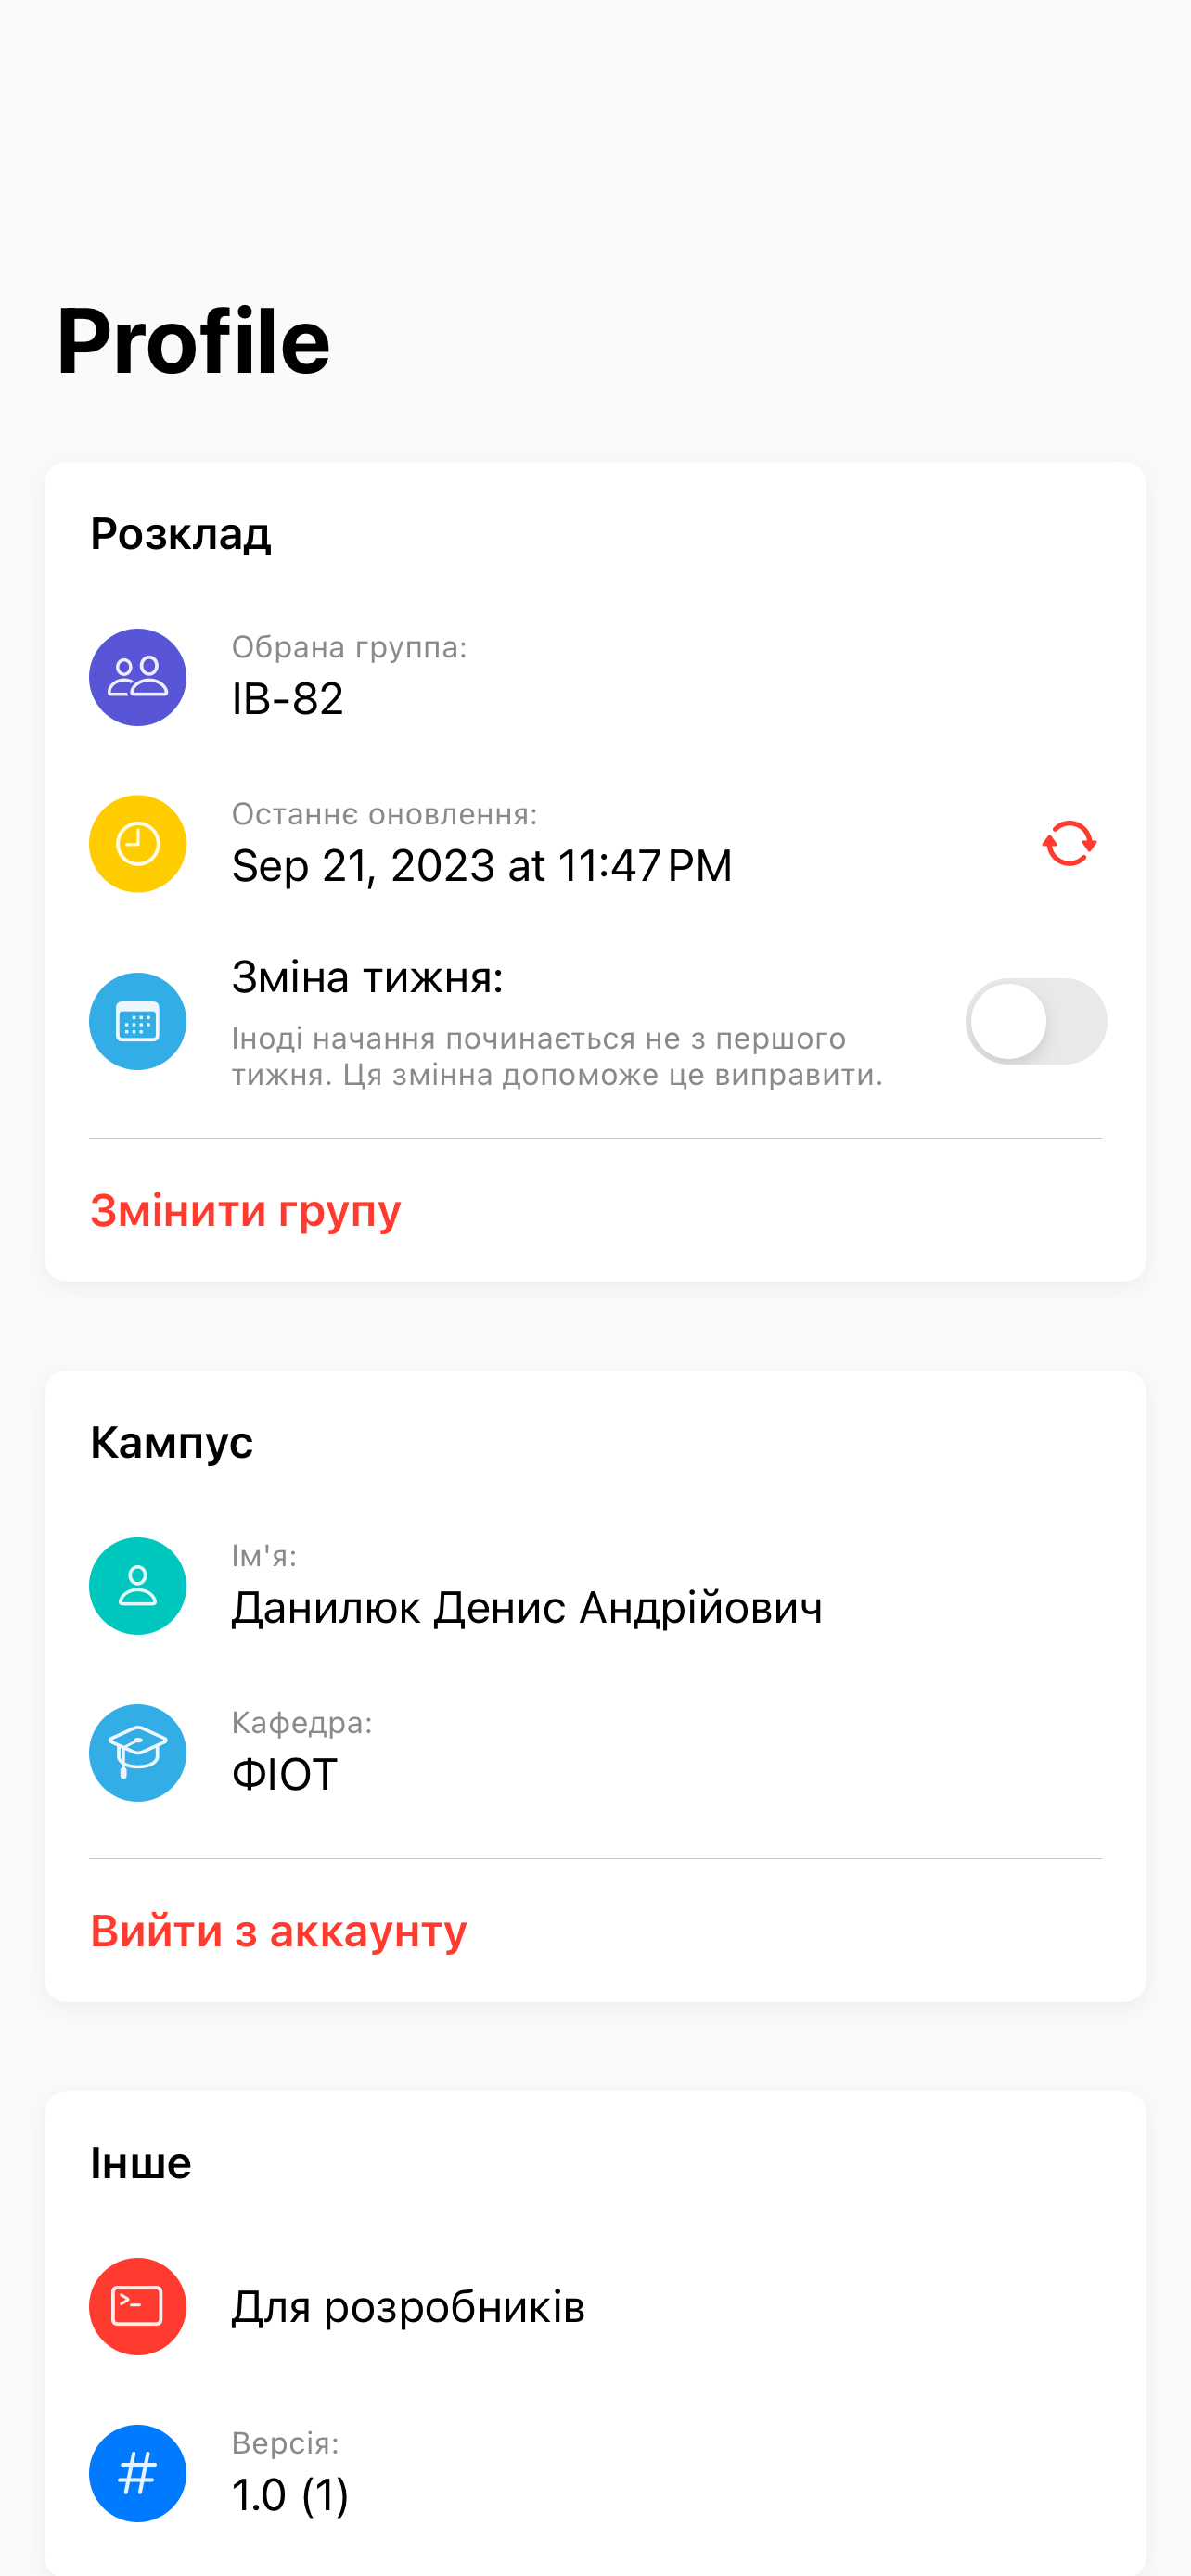 Profile
Розклад
Обрана группа:
ІВ-82
Останнє оновлення:
Sep 21, 2023 at 11:47 PM
Зміна тижня:
Іноді начання починається не з першого
тижня. Ця змінна допоможе це виправити.
Змінити групу
Кампус
Ім'я:
Данилюк Денис Андрійович
Кафедра:
ФІОТ
Вийти з аккаунту
Інше
Для розробників
Версія:
1.0 (1)